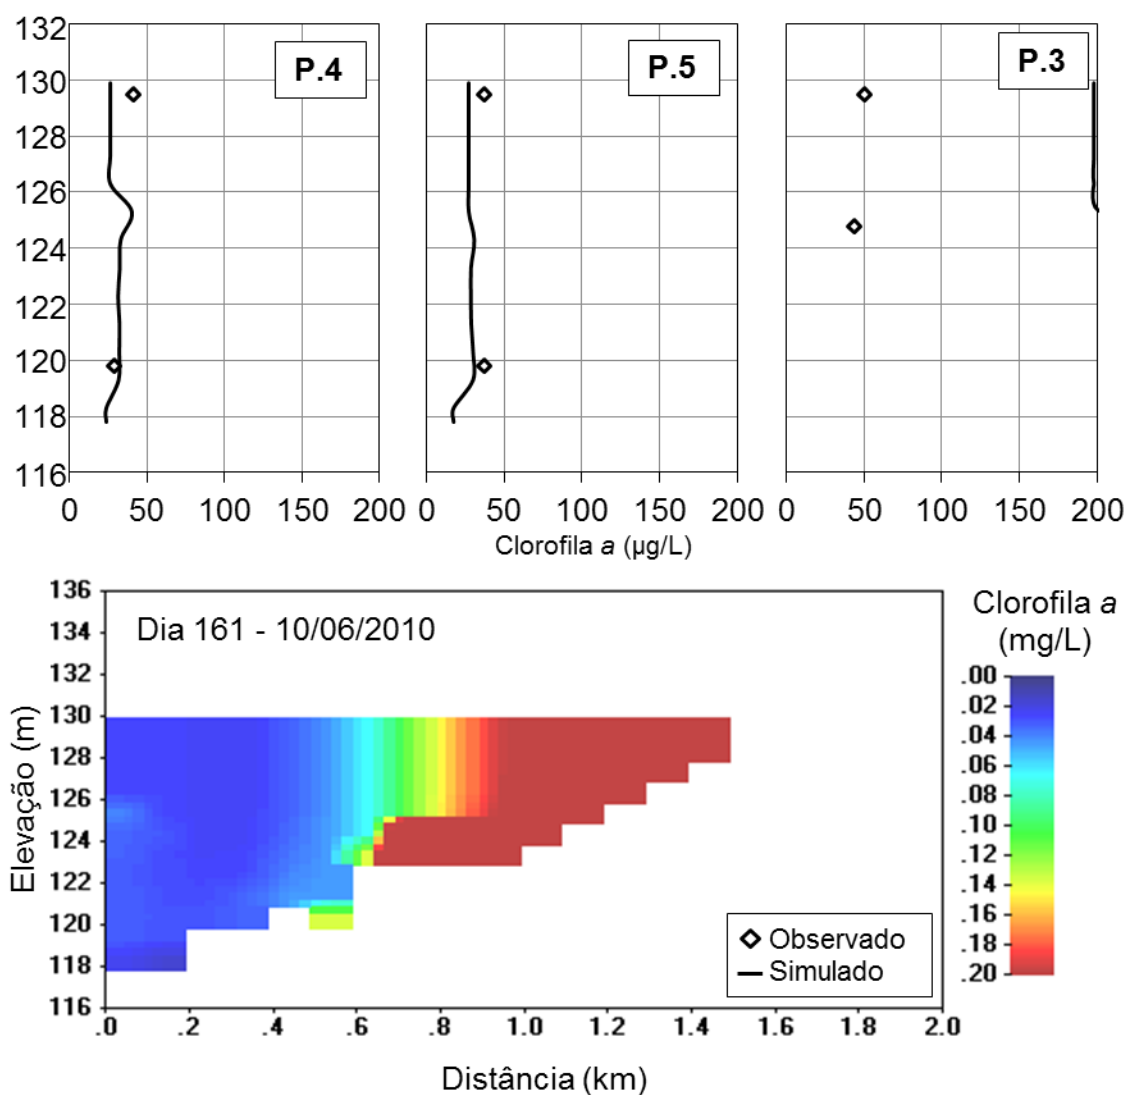 132
130
128
126
124
122
120
118
116
P.4
P.5
P.3
0 50 100 150 200 0 50 100 150 200 0 50 100 150 200
Clorofila a (µg/L)
136
134
132
130
128
126
124
122
120
118
116
Elevação (m)
Dia 161 - 10/06/2010
Observado
Simulado
.0 .2 .4 .6 .8 1.0 1.2 1.4 1.6 1.8 2.0
Distância (km)
Clorofila a
(mg/L)
.00
.02
.04
.06
.08
.10
.12
.14
.16
.18
.20